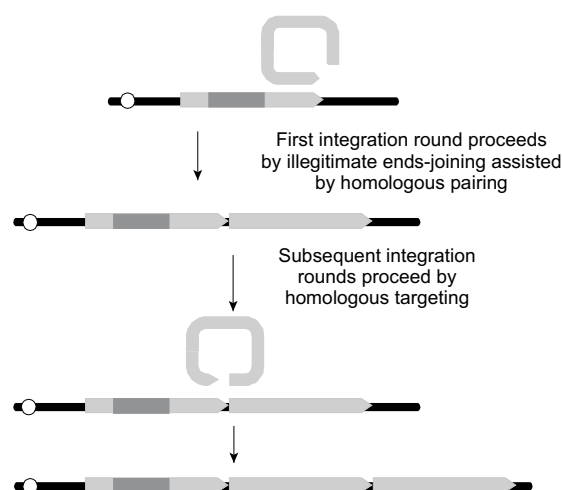 First integration round proceeds
by illegitimate ends-joining assisted
by homologous pairing
Subsequent integration
rounds proceed by
homologous targeting